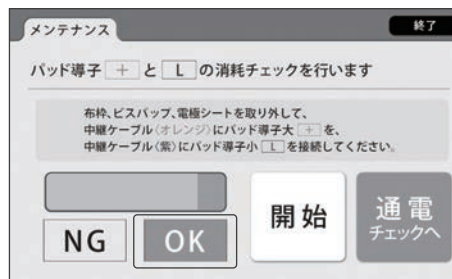 メンテナンス
終了
パッド導子 + と L の消耗チェックを行います
布枠、ビスパップ、電極シートを取り外して、
中継ケーブル〈オレンジ〉にパッド導子大 + を、
中継ケーブル〈紫〉にパッド導子小 L を接続してください。
NG
OK
開始
通電
チェックへ